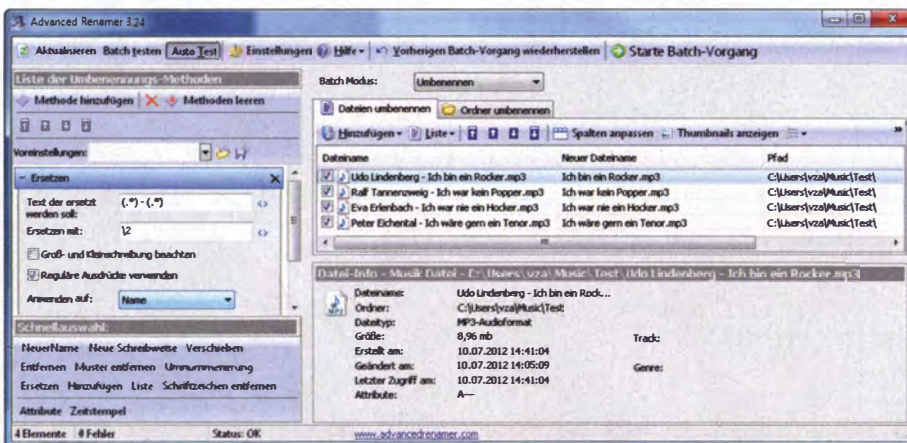 Advanced Renamer 3.24
Aktualisieren Batch testen Auto Test Einstellungen Hilfe Vorherigen Batch-Vorgang wiederherstellen Starte Batch-Vorgang
Liste der Umbenennungs-Methoden
Methode hinzufügen Methoden leeren
Voreinstellungen:
Ersetzen
Text der ersetzt werden soll: (.*) - (.*)
Ersetzen mit: \2
Groß- und Kleinschreibung beachten
Reguläre Ausdrücke verwenden
Anwenden auf: Name
Schnellauswahl:
NeuerName Neue Schreibweise Verschieben
Entfernen Muster entfernen Umnummerierung
Ersetzen Hinzufügen Liste Schriftzeichen entfernen
Attribute Zeitstempel
Batch Modus: Umbenennen
Dateien umbenennen Ordner umbenennen
Hinzufügen Liste Spalten anpassen Thumbnails anzeigen »
Dateiname Neuer Dateiname Pfad
Udo Lindenberg - Ich bin ein Rocker.mp3 Ich bin ein Rocker.mp3 C:\Users\vza\Music\Test\
Ralf Tannenzweig - Ich war kein Popper.mp3 Ich war kein Popper.mp3 C:\Users\vza\Music\Test\
Eva Erlenbach - Ich war nie ein Hocker.mp3 Ich war nie ein Hocker.mp3 C:\Users\vza\Music\Test\
Peter Eichental - Ich wäre gern ein Tenor.mp3 Ich wäre gern ein Tenor.mp3 C:\Users\vza\Music\Test\
Datei-Info - Musik Datei - C:\Users\vza\Music\Test\Udo Lindenberg - Ich bin ein Rocker.mp3
Dateiname: Udo Lindenberg - Ich bin ein Rock...
Ordner: C:\Users\vza\Music\Test\
Dateityp: MP3-Audioformat
Größe: 8,96 mb Track:
Erstellt am: 10.07.2012 14:41:04
Geändert am: 10.07.2012 14:05:09 Genre:
Letzter Zugriff am: 10.07.2012 14:41:04
Attribute: A---
MP3
4 Elemente 0 Fehler Status: OK www.advancedrenamer.com